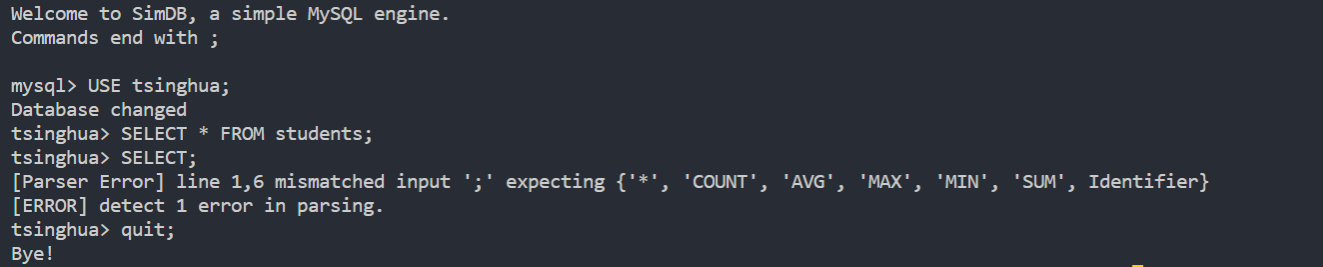 Welcome to SimDB, a simple MySQL engine.
Commands end with ;
mysql> USE tsinghua;
Database changed
tsinghua> SELECT * FROM students;
tsinghua> SELECT;
[Parser Error] line 1,6 mismatched input ';' expecting {'*', 'COUNT', 'AVG', 'MAX', 'MIN', 'SUM', Identifier}
[ERROR] detect 1 error in parsing.
tsinghua> quit;
Bye!